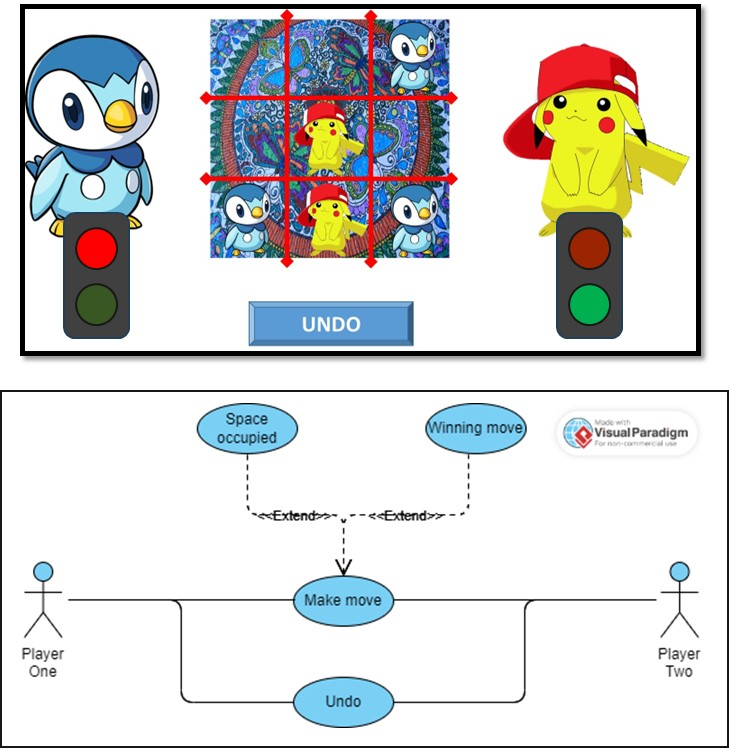 UNDO
Space
occupied
Winning move
Made with
Visual Paradigm
For non-commercial use
<<Extend>>
<<Extend>>
Make move
Player
One
Player
Two
Undo